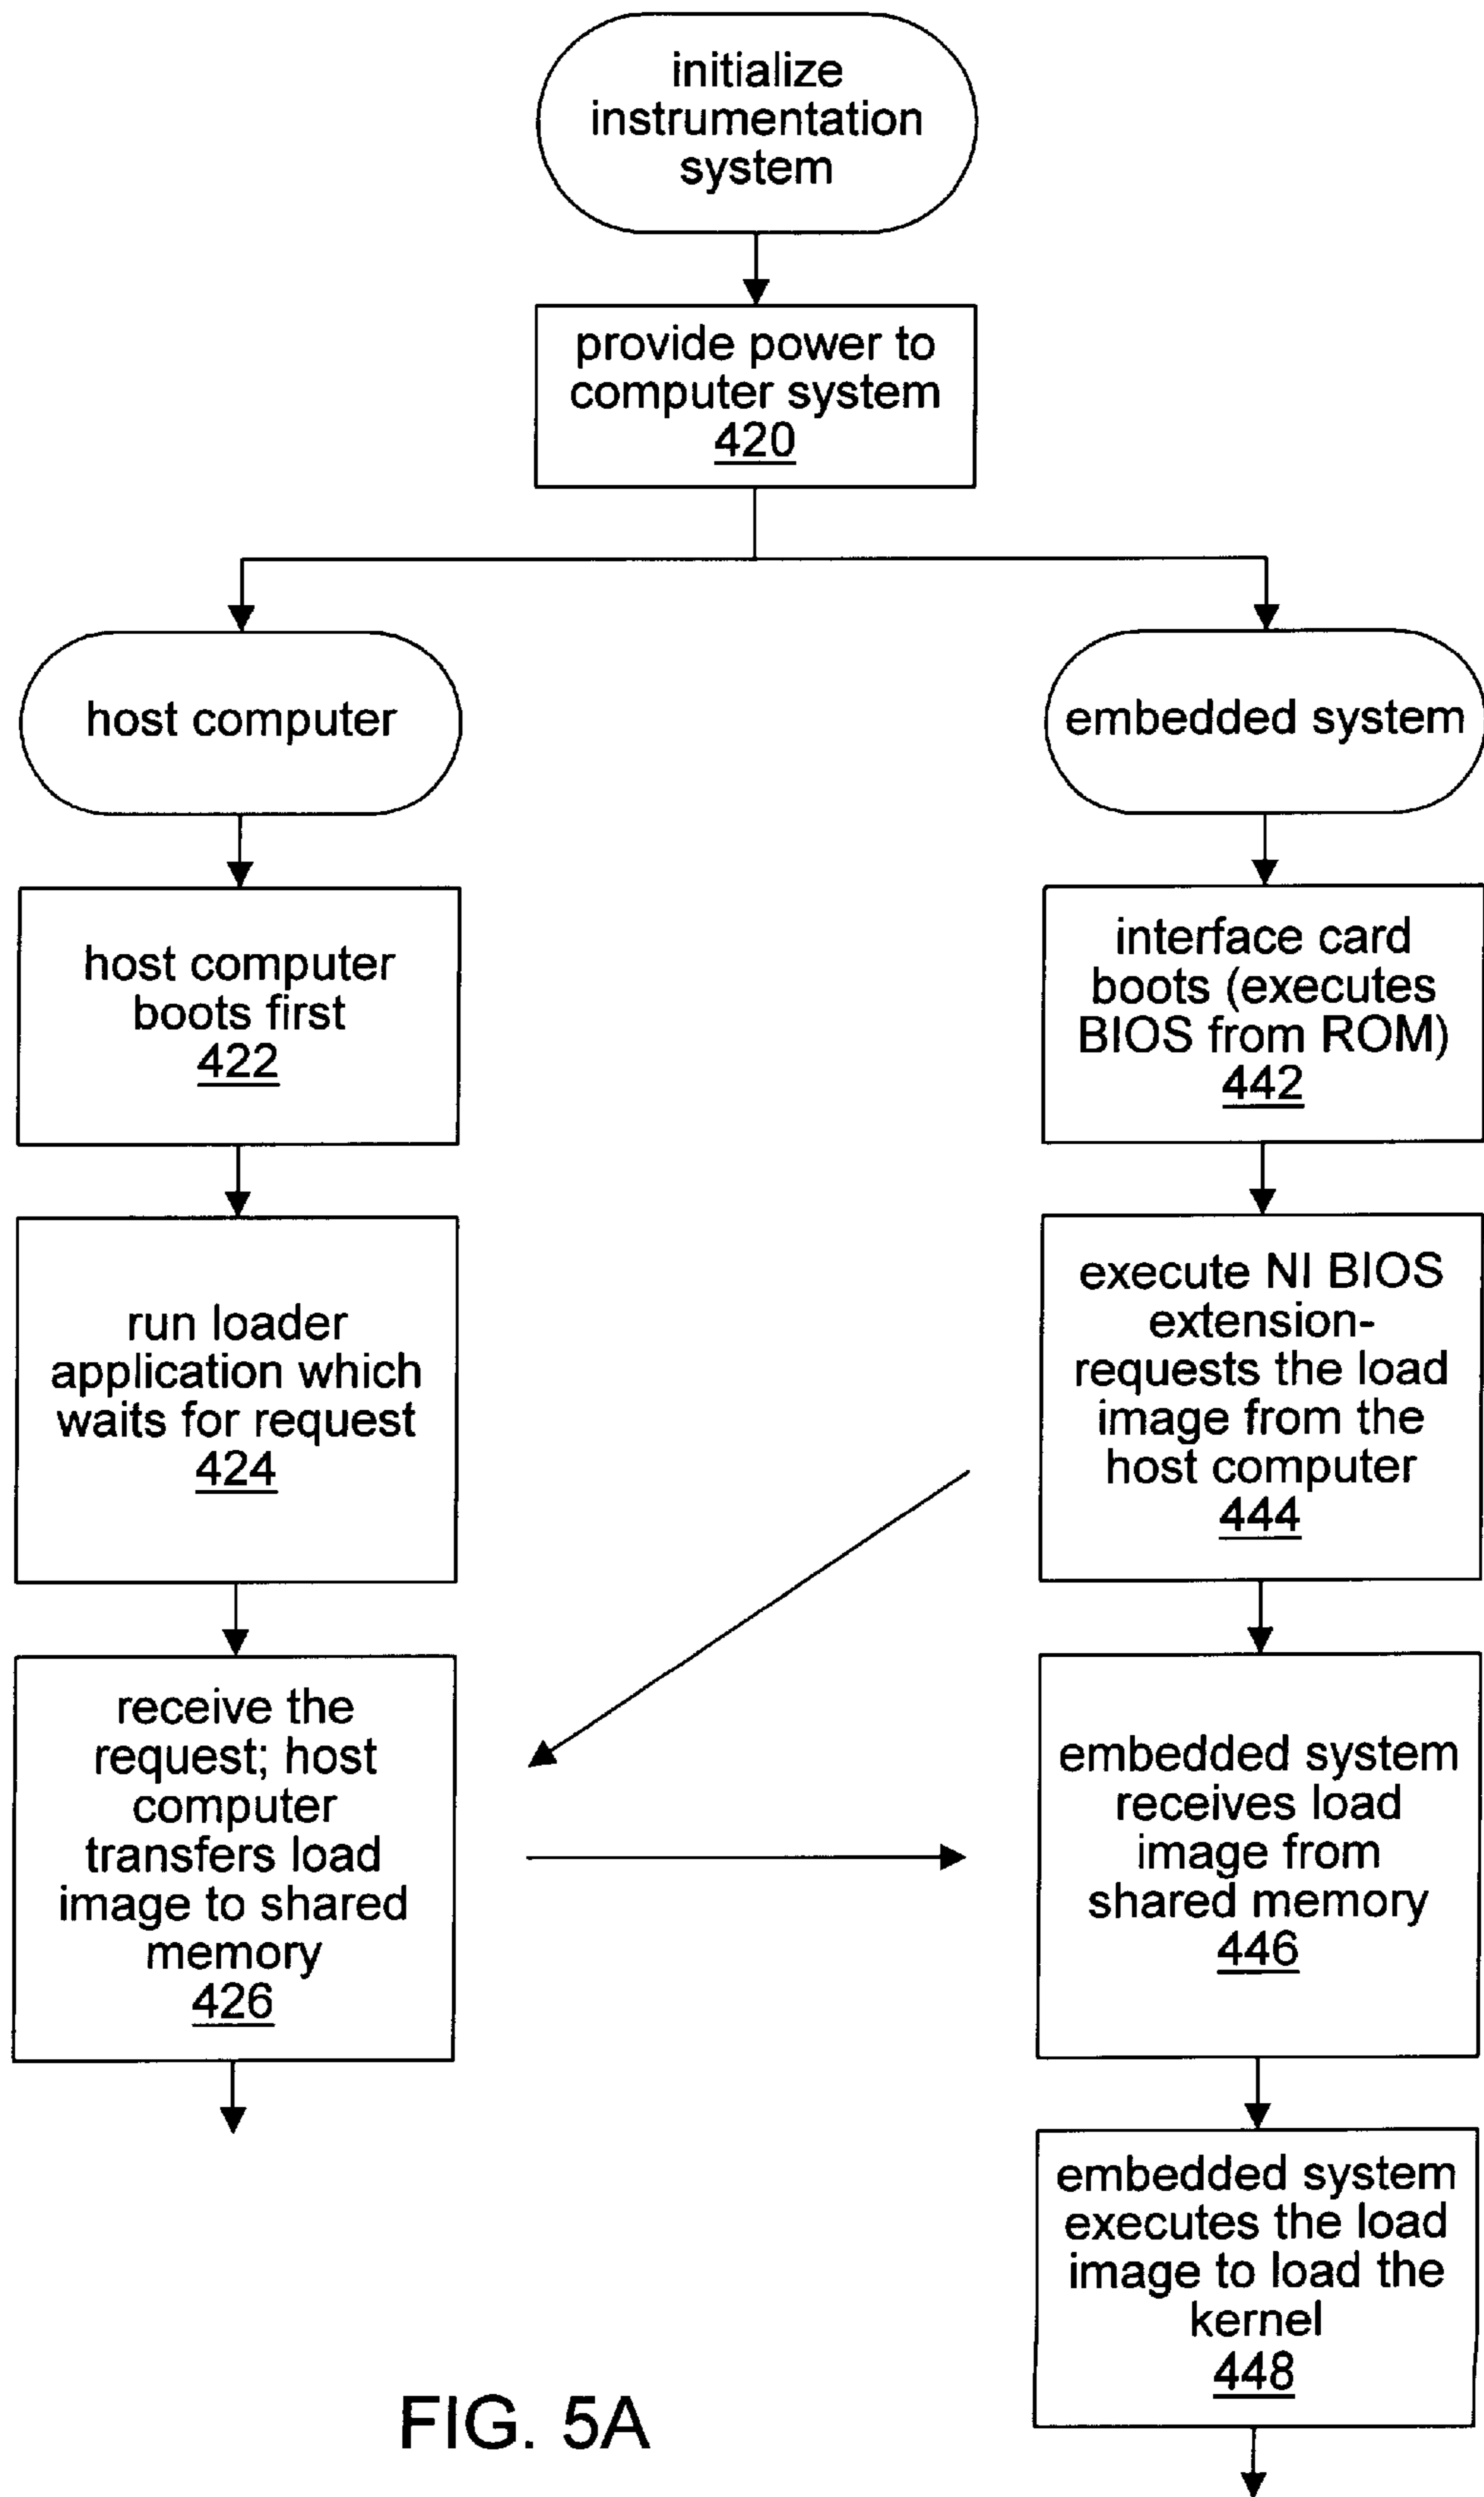 initialize
instrumentation
system
provide power to
computer system
420
host computer
embedded system
host computer
boots first
422
interface card
boots (executes
BIOS from ROM)
442
run loader
application which
waits for request
424
execute NI BIOS
extension-
requests the load
image from the
host computer
444
receive the
request; host
computer
transfers load
image to shared
memory
426
embedded system
receives load
image from
shared memory
446
embedded system
executes the load
image to load the
kernel
448
FIG. 5A